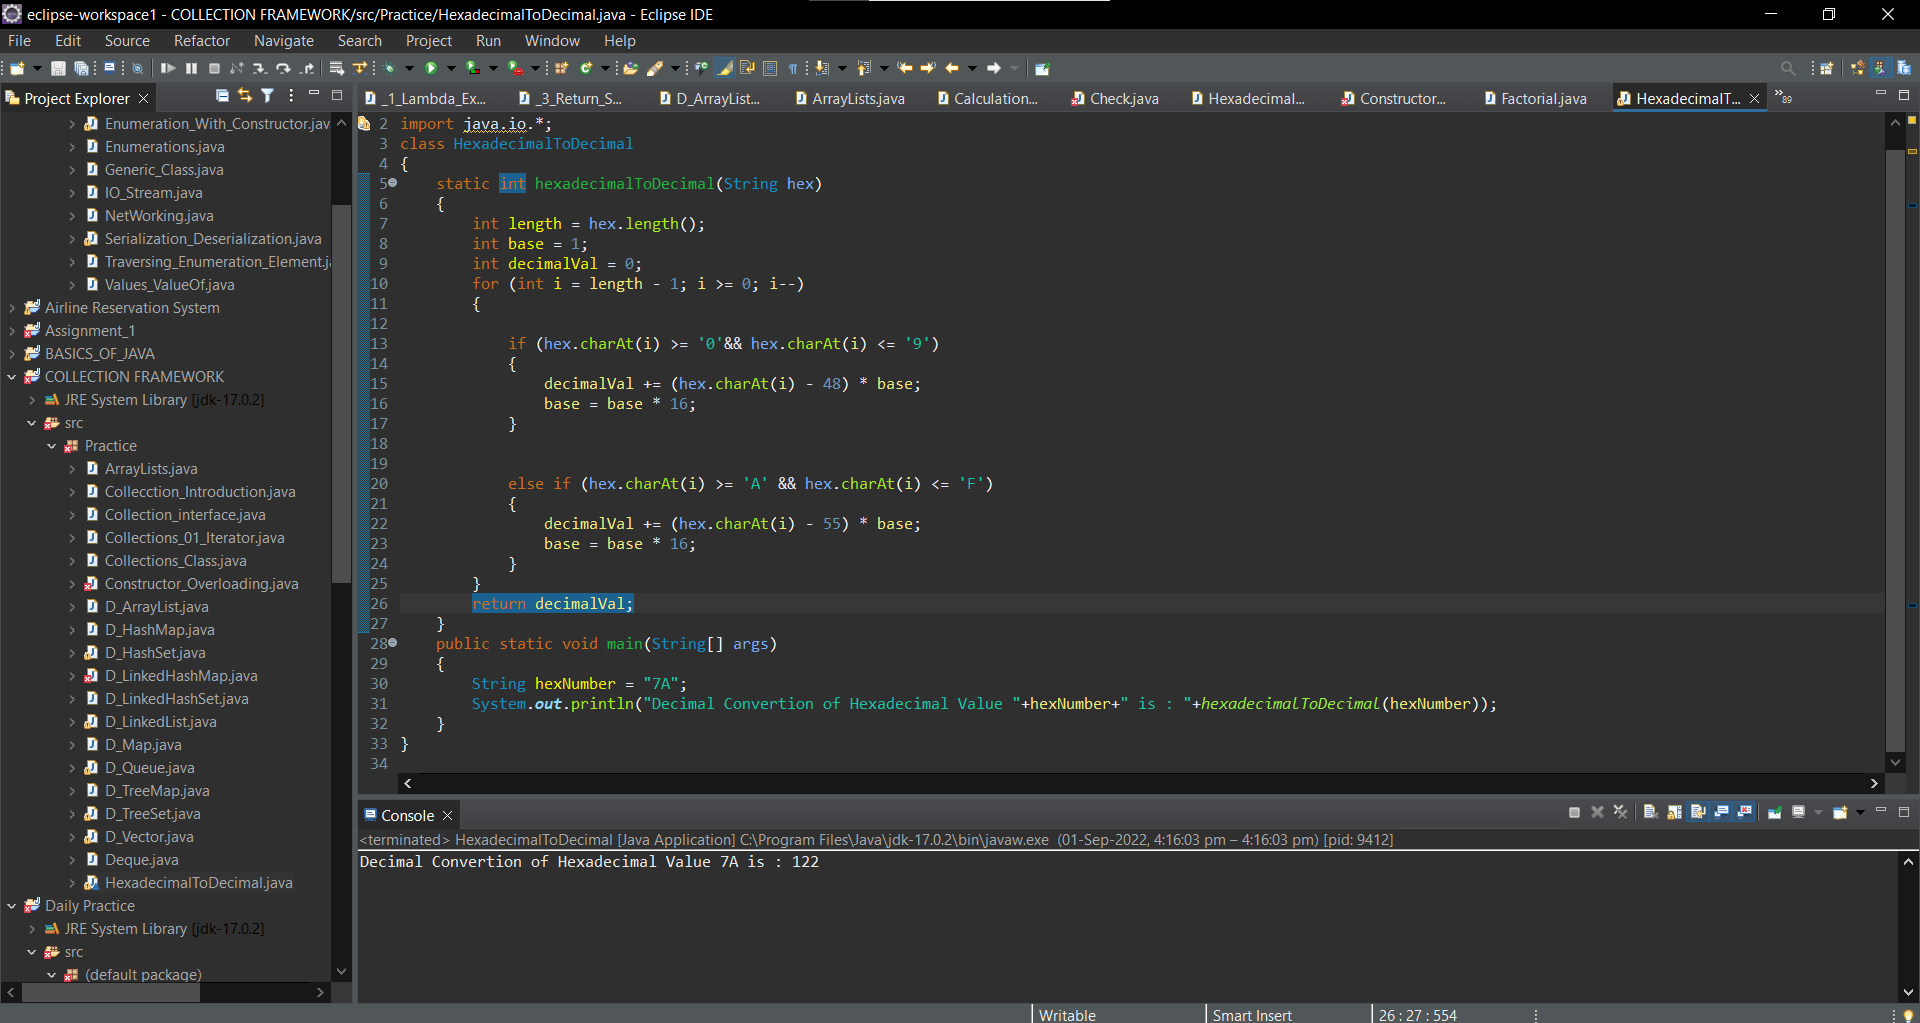 eclipse-workspace1 - COLLECTION FRAMEWORK/src/Practice/HexadecimalToDecimal.java - Eclipse IDE
File Edit Source Refactor Navigate Search Project Run Window Help
Project Explorer
Enumeration_With_Constructor.jav
Enumerations.java
Generic_Class.java
IO_Stream.java
NetWorking.java
Serialization_Deserialization.java
Traversing_Enumeration_Element.j
Values_ValueOf.java
Airline Reservation System
Assignment_1
BASICS_OF_JAVA
COLLECTION FRAMEWORK
JRE System Library [jdk-17.0.2]
src
Practice
ArrayLists.java
Collecction_Introduction.java
Collection_interface.java
Collections_01_Iterator.java
Collections_Class.java
Constructor_Overloading.java
D_ArrayList.java
D_HashMap.java
D_HashSet.java
D_LinkedHashMap.java
D_LinkedHashSet.java
D_LinkedList.java
D_Map.java
D_Queue.java
D_TreeMap.java
D_TreeSet.java
D_Vector.java
Deque.java
HexadecimalToDecimal.java
Daily Practice
JRE System Library [jdk-17.0.2]
src
(default package)
_1_Lambda_Ex... _3_Return_S... D_ArrayList... ArrayLists.java Calculation... Check.java Hexadecimal... Constructor... Factorial.java HexadecimalT... »89
2 import java.io.*;
3 class HexadecimalToDecimal
4 {
5 static int hexadecimalToDecimal(String hex)
6 {
7 int length = hex.length();
8 int base = 1;
9 int decimalVal = 0;
10 for (int i = length - 1; i >= 0; i--)
11 {
12
13 if (hex.charAt(i) >= '0'&& hex.charAt(i) <= '9')
14 {
15 decimalVal += (hex.charAt(i) - 48) * base;
16 base = base * 16;
17 }
18
19
20 else if (hex.charAt(i) >= 'A' && hex.charAt(i) <= 'F')
21 {
22 decimalVal += (hex.charAt(i) - 55) * base;
23 base = base * 16;
24 }
25 }
26 return decimalVal;
27 }
28 public static void main(String[] args)
29 {
30 String hexNumber = "7A";
31 System.out.println("Decimal Convertion of Hexadecimal Value "+hexNumber+" is : "+hexadecimalToDecimal(hexNumber));
32 }
33 }
34
Console
<terminated> HexadecimalToDecimal [Java Application] C:\Program Files\Java\jdk-17.0.2\bin\javaw.exe (01-Sep-2022, 4:16:03 pm – 4:16:03 pm) [pid: 9412]
Decimal Convertion of Hexadecimal Value 7A is : 122
Writable Smart Insert 26 : 27 : 554